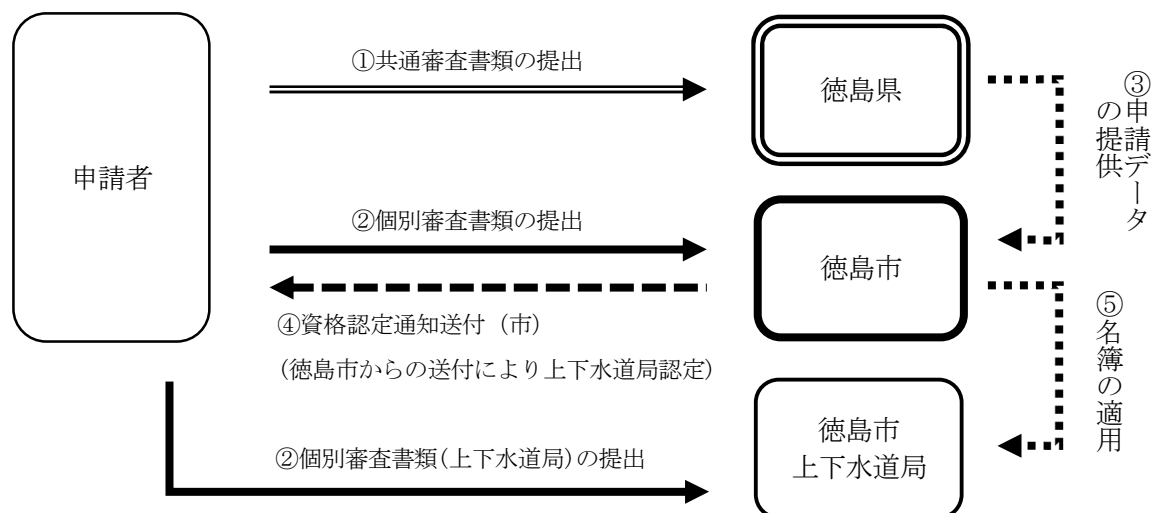 ①共通審査書類の提出
徳島県
③申請データ
の提供
申請者
②個別審査書類の提出
徳島市
④資格認定通知送付（市）
(徳島市からの送付により上下水道局認定)
⑤名簿の適用
徳島市
上下水道局
②個別審査書類(上下水道局)の提出